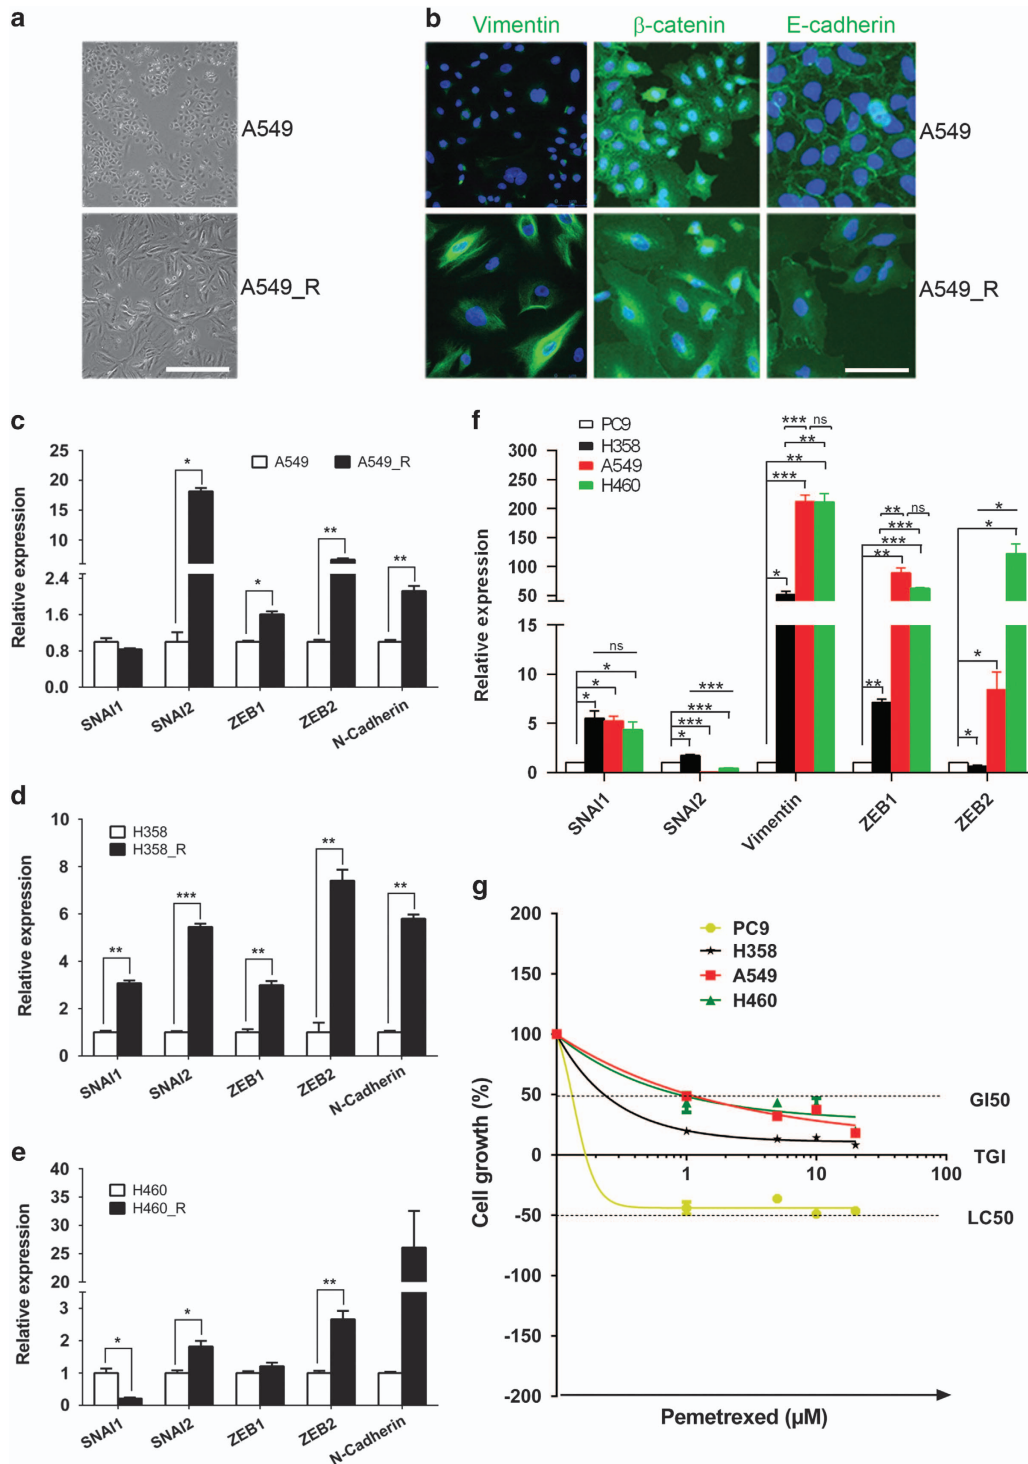 a
A549
A549_R
b
Vimentin β-catenin E-cadherin
A549
A549_R
c
Relative expression
25
20
15
10
5
2.4
1.6
0.8
0.0
A549 A549_R
* * ** **
SNAI1 SNAI2 ZEB1 ZEB2 N-Cadherin
d
Relative expression
10
8
6
4
2
0
H358
H358_R
** *** ** ** **
SNAI1 SNAI2 ZEB1 ZEB2 N-Cadherin
e
Relative expression
40
35
30
25
20
3
2
1
0
H460
H460_R
* * **
SNAI1 SNAI2 ZEB1 ZEB2 N-Cadherin
f
PC9
H358
A549
H460
Relative expression
300
250
200
150
100
50
15
10
5
0
ns
*
*
*
***
***
***
*
*** ns
**
**
***
*
** ns
***
***
**
**
*
*
*
*
SNAI1 SNAI2 Vimentin ZEB1 ZEB2
g
PC9
H358
A549
H460
Cell growth (%)
200
150
100
50
0
-50
-100
-150
-200
1 10 100
GI50
TGI
LC50
Pemetrexed (µM)